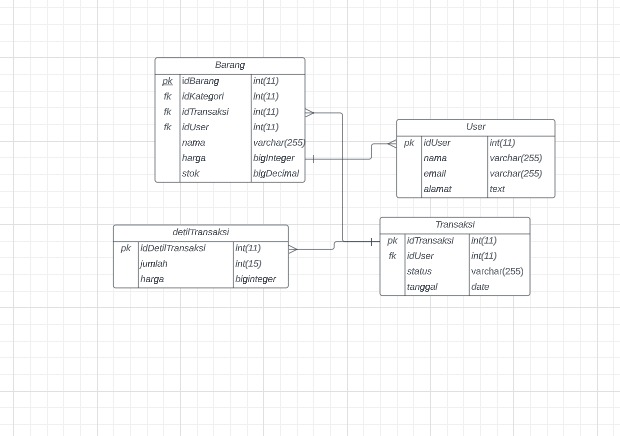 Barang
pk idBarang int(11)
fk idKategori int(11)
fk idTransaksi int(11)
fk idUser int(11)
nama varchar(255)
harga bigInteger
stok bigDecimal
User
pk idUser int(11)
nama varchar(255)
email varchar(255)
alamat text
detilTransaksi
pk idDetilTransaksi int(11)
jumlah int(15)
harga biginteger
Transaksi
pk idTransaksi int(11)
fk idUser int(11)
status varchar(255)
tanggal date